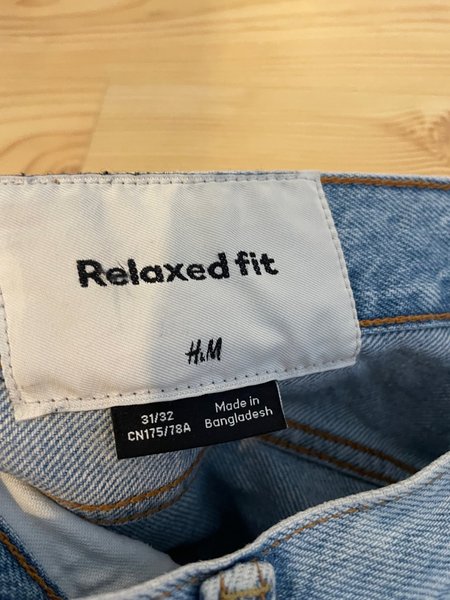 Relaxed fit
H&M
31/32
CN175/78A
Made in
Bangladesh